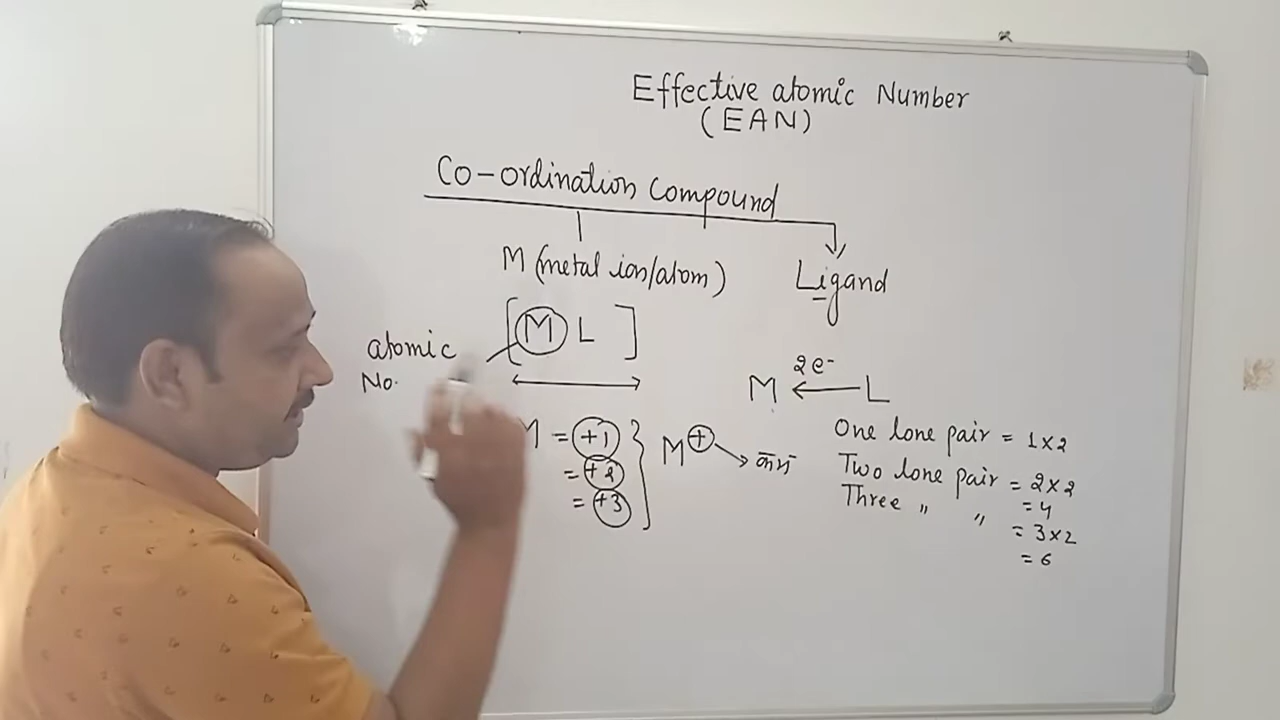 Effective atomic Number
(EAN)
Co-ordination Compound
M (metal ion/atom)
Ligand
[M L]
atomic
No.
M ← L
2e⁻
M = +1
= +2
= +3
M⊕ → कम
One lone pair = 1×2
Two lone pair = 2×2
= 4
Three " " = 3×2
= 6